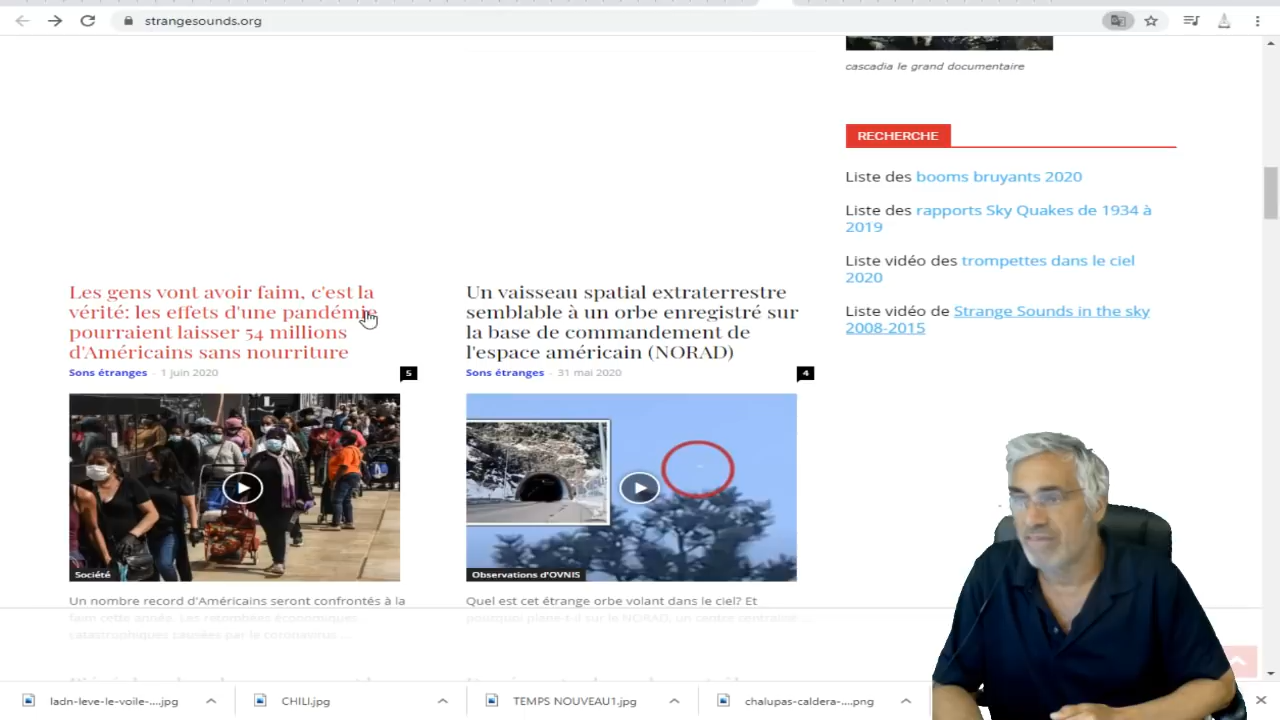 strangesounds.org
cascadia le grand documentaire
RECHERCHE
Liste des booms bruyants 2020
Liste des rapports Sky Quakes de 1934 à
2019
Liste vidéo des trompettes dans le ciel
2020
Liste vidéo de Strange Sounds in the sky
2008-2015
Les gens vont avoir faim, c'est la
vérité: les effets d'une pandémie
pourraient laisser 54 millions
d'Américains sans nourriture
Sons étranges - 1 juin 2020
5
Société
Un nombre record d'Américains seront confrontés à la
faim cette année. Les retombées économiques
catastrophiques causées par le coronavirus ...
Un vaisseau spatial extraterrestre
semblable à un orbe enregistré sur
la base de commandement de
l'espace américain (NORAD)
Sons étranges - 31 mai 2020
4
Observations d'OVNIS
Quel est cet étrange orbe volant dans le ciel? Et
pourquoi plane-t-il sur le NORAD, un centre centralisé ...
ladn-leve-le-voile-....jpg
CHILI.jpg
TEMPS NOUVEAU1.jpg
chalupas-caldera-....png